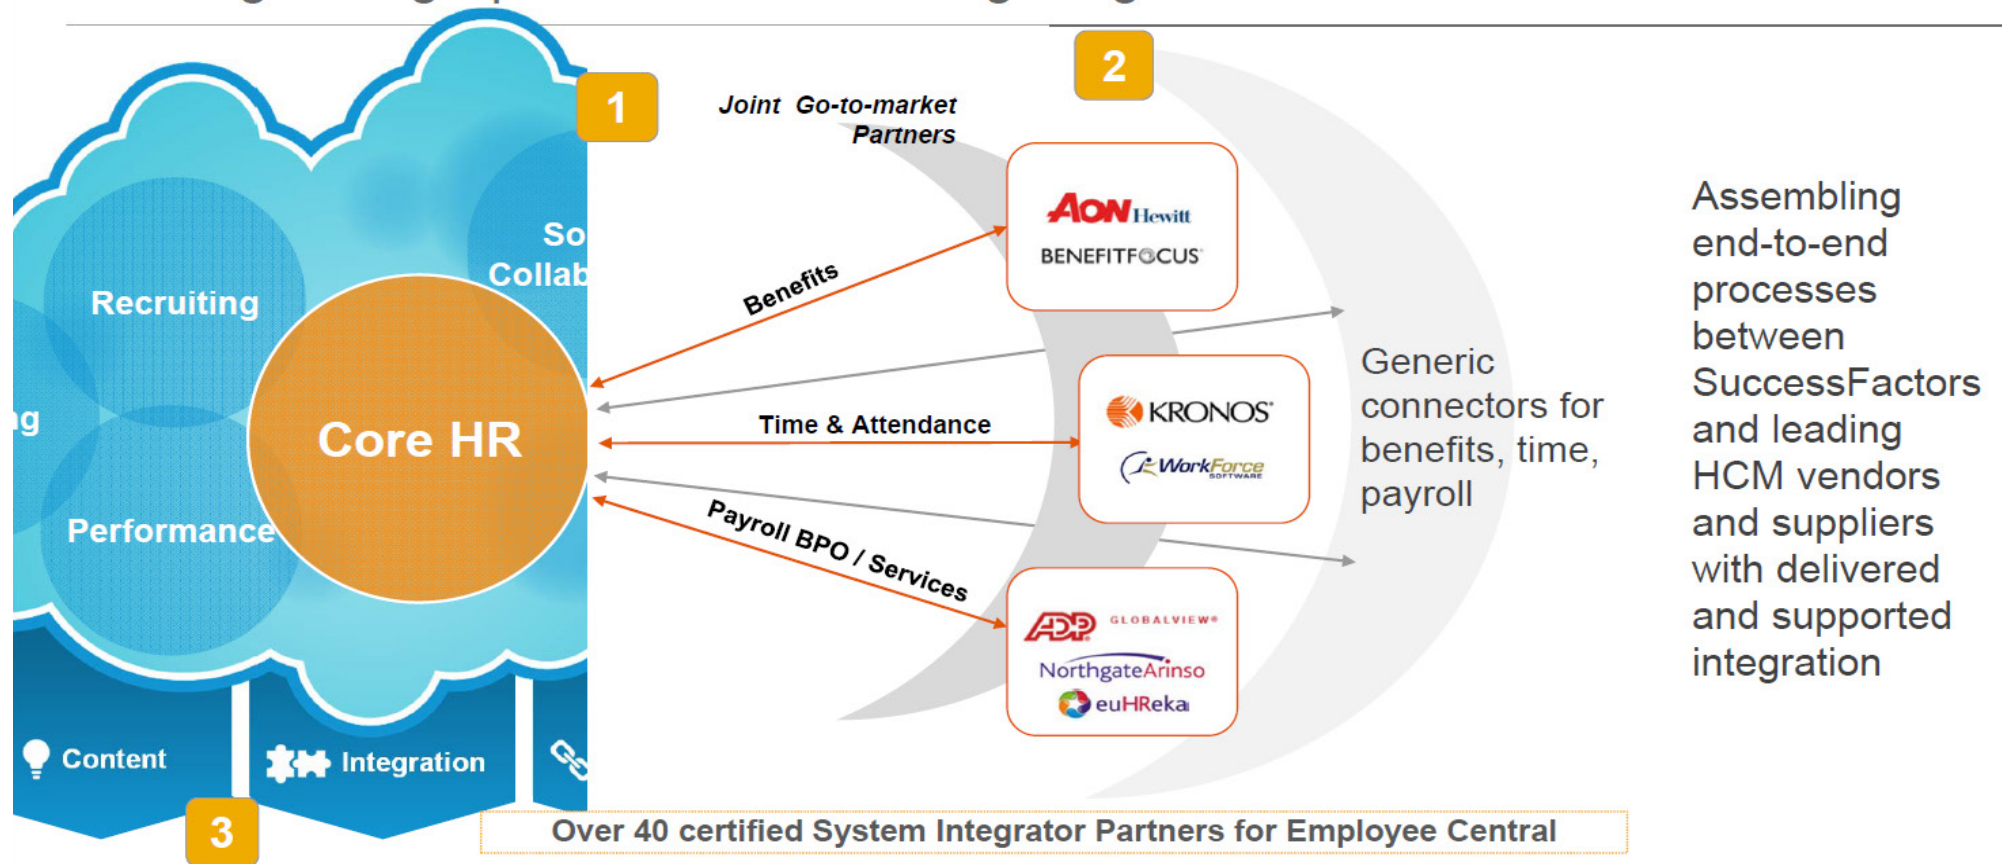 1
2
Joint Go-to-market
Partners
AON Hewitt
BENEFITFOCUS
Benefits
Recruiting
Core HR
Performance
Time & Attendance
KRONOS
WorkForce
SOFTWARE
Payroll BPO / Services
ADP GLOBALVIEW®
NorthgateArinso
euHReka
Generic
connectors for
benefits, time,
payroll
Assembling
end-to-end
processes
between
SuccessFactors
and leading
HCM vendors
and suppliers
with delivered
and supported
integration
Content
Integration
3
Over 40 certified System Integrator Partners for Employee Central